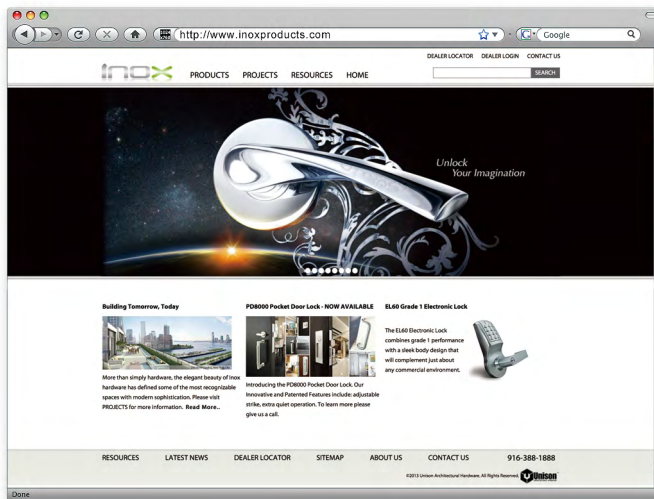 http://www.inoxproducts.com
Google
DEALER LOCATOR DEALER LOGIN CONTACT US
INOX PRODUCTS PROJECTS RESOURCES HOME
SEARCH
Unlock
Your Imagination
Building Tomorrow, Today
More than simply hardware, the elegant beauty of Inox
hardware has defined some of the most recognizable
spaces with modern sophistication. Please visit
PROJECTS for more information. Read More..
PD8000 Pocket Door Lock - NOW AVAILABLE
Introducing the PD8000 Pocket Door Lock. Our
Innovative and Patented Features include: adjustable
strike, extra quiet operation. To learn more please
give us a call.
EL60 Grade 1 Electronic Lock
The EL60 Electronic Lock
combines grade 1 performance
with a sleek body design that
will complement just about
any commercial environment.
RESOURCES LATEST NEWS DEALER LOCATOR SITEMAP ABOUT US CONTACT US 916-388-1888
©2013 Unison Architectural Hardware. All Rights Reserved. Unison
Done